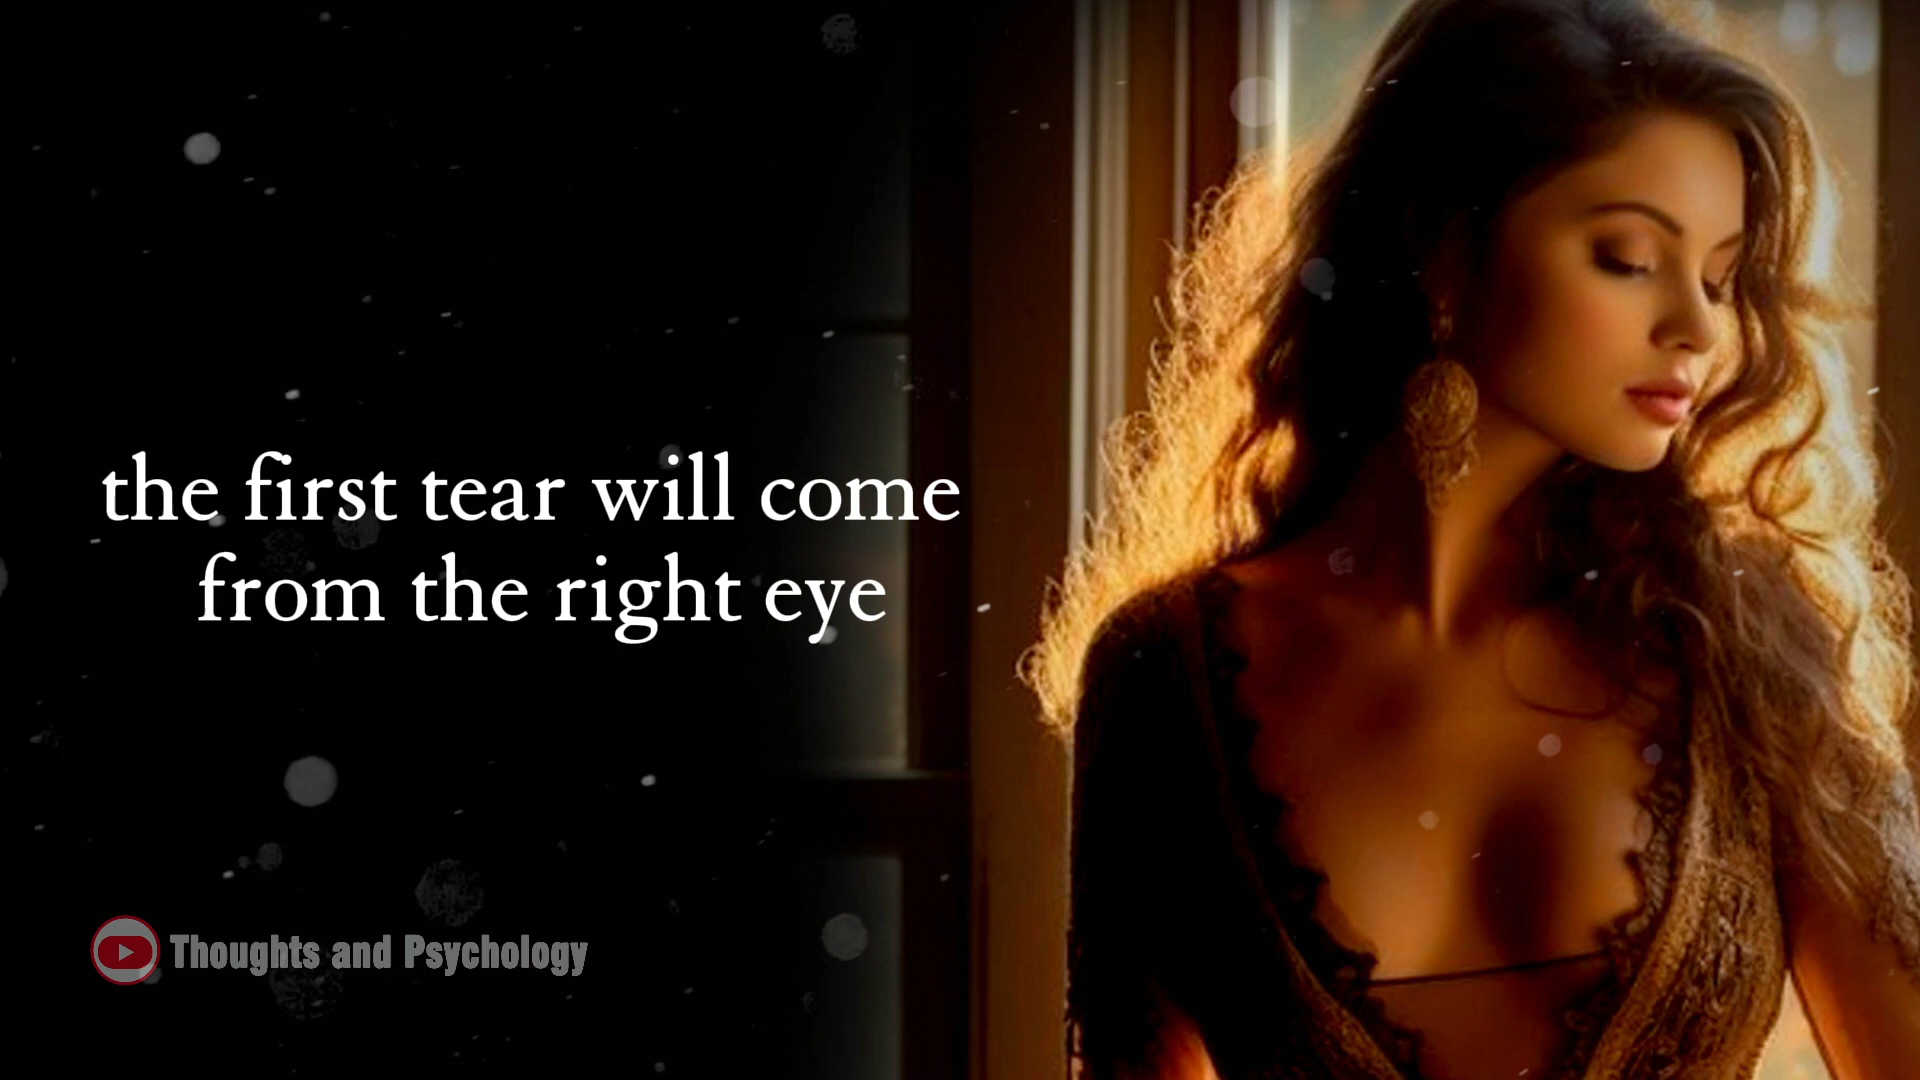 the first tear will come
from the right eye
Thoughts and Psychology